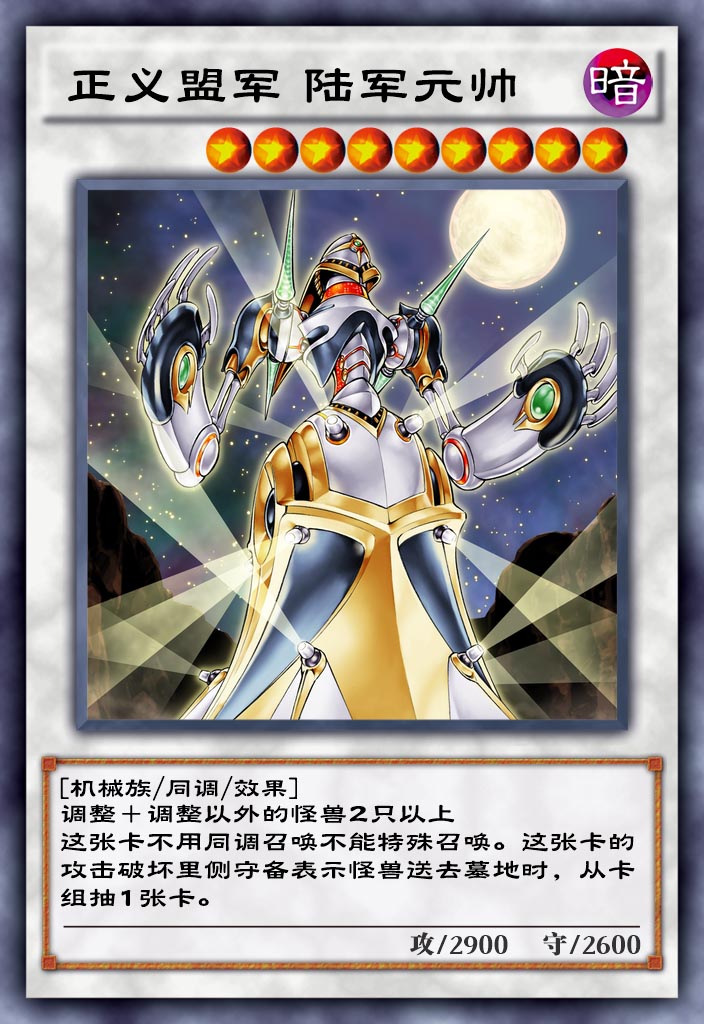 正义盟军 陆军元帅
暗
[机械族/同调/效果]
调整＋调整以外的怪兽2只以上
这张卡不用同调召唤不能特殊召唤。这张卡的
攻击破坏里侧守备表示怪兽送去墓地时，从卡
组抽1张卡。
攻/2900 守/2600